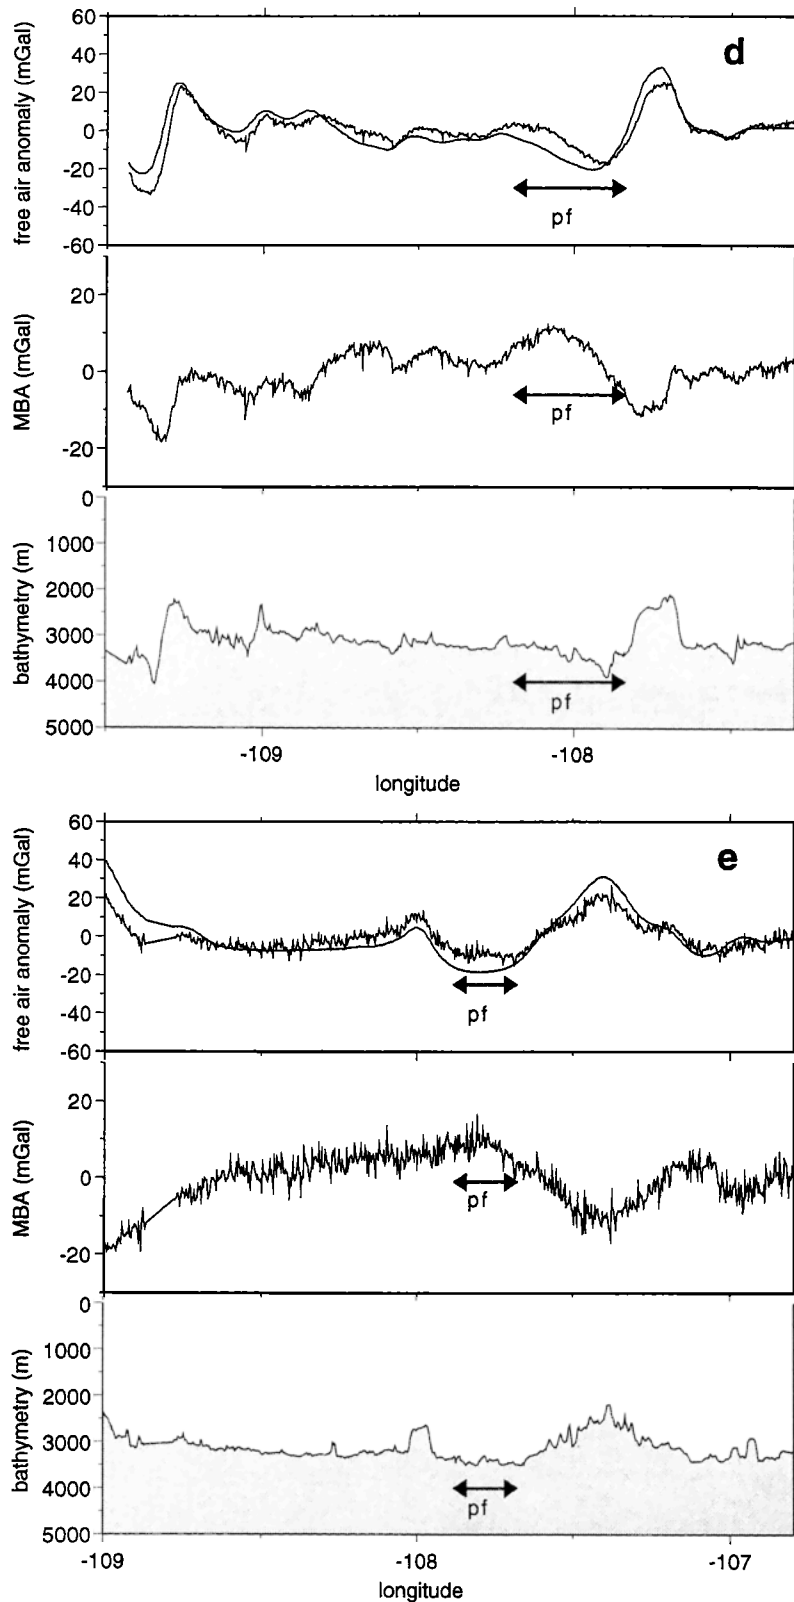 d
free air anomaly (mGal)
60
40
20
0
-20
-40
-60
pf
MBA (mGal)
20
0
-20
pf
bathymetry (m)
0
1000
2000
3000
4000
5000
pf
-109 -108
longitude
e
free air anomaly (mGal)
60
40
20
0
-20
-40
-60
pf
MBA (mGal)
20
0
-20
pf
bathymetry (m)
0
1000
2000
3000
4000
5000
pf
-109 -108 -107
longitude